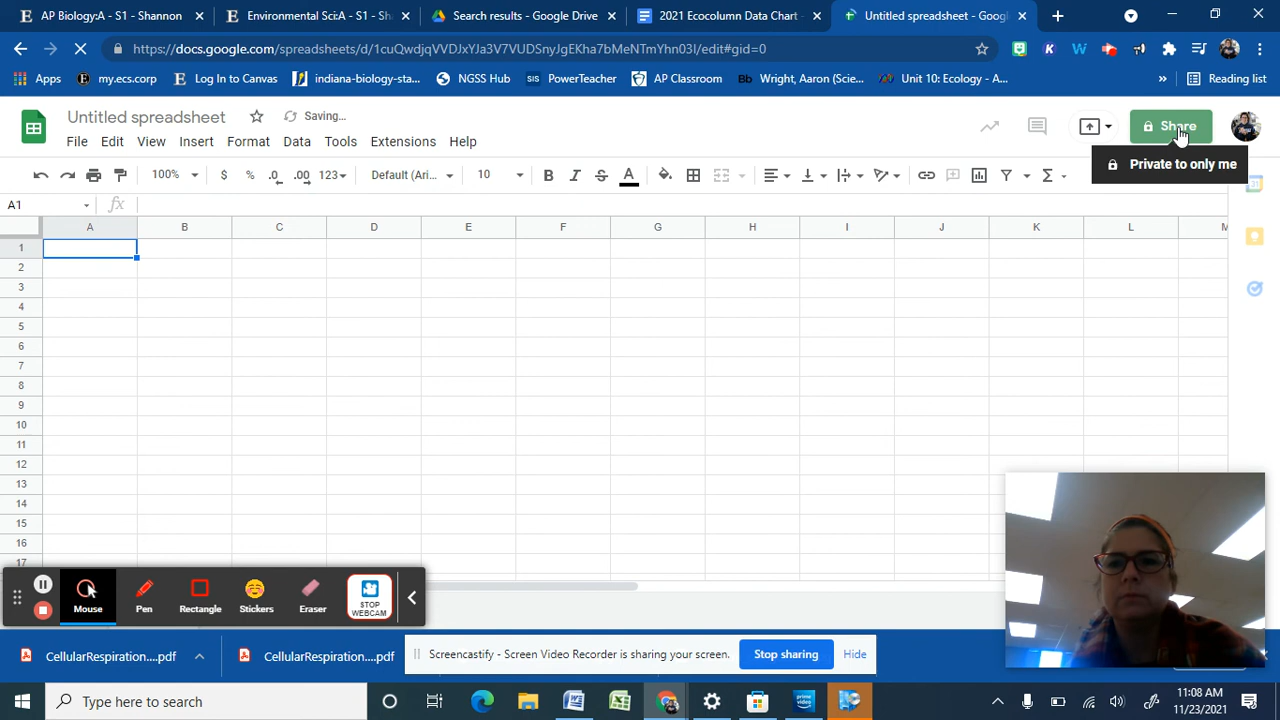 AP Biology:A - S1 - Shannon
Environmental Sci:A - S1 - Sha
Search results - Google Drive
2021 Ecocolumn Data Chart -
Untitled spreadsheet - Goog
https://docs.google.com/spreadsheets/d/1cuQwdjqVVDJxYJa3V7VUDSnyJgEKha7bMeNTmYhn03I/edit#gid=0
Apps
my.ecs.corp
Log In to Canvas
indiana-biology-sta...
NGSS Hub
SIS PowerTeacher
AP Classroom
Bb Wright, Aaron (Scie...
Unit 10: Ecology - A...
»
Reading list
Untitled spreadsheet
Saving...
Share
File Edit View Insert Format Data Tools Extensions Help
Private to only me
100% $ % .0 .00 123 Default (Ari... 10 B I S A
A1 fx
A B C D E F G H I J K L M
1
2
3
4
5
6
7
8
9
10
11
12
13
14
15
16
17
Mouse Pen Rectangle Stickers Eraser STOP WEBCAM
CellularRespiration....pdf
CellularRespiration....pdf
Screencastify - Screen Video Recorder is sharing your screen.
Stop sharing
Hide
Type here to search
prime video
11:08 AM
11/23/2021